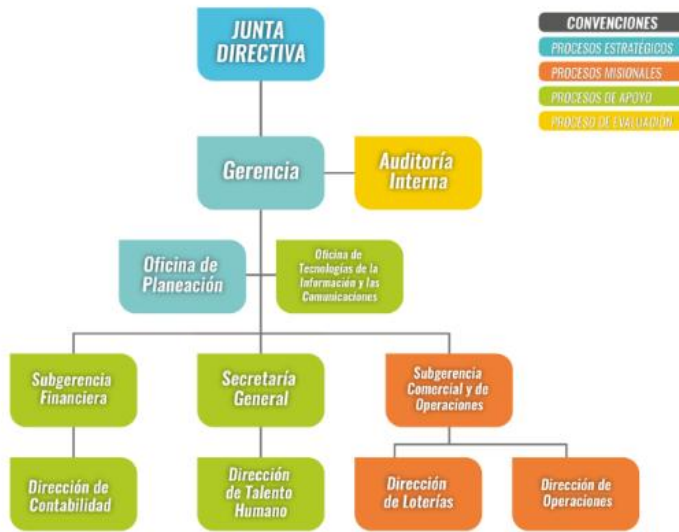 JUNTA
DIRECTIVA
CONVENCIONES
PROCESOS ESTRATÉGICOS
PROCESOS MISIONALES
PROCESOS DE APOYO
PROCESO DE EVALUACIÓN
Gerencia
Auditoría
Interna
Oficina de
Planeación
Oficina de
Tecnologías de la
Información y las
Comunicaciones
Subgerencia
Financiera
Secretaría
General
Subgerencia
Comercial y de
Operaciones
Dirección de
Contabilidad
Dirección
de Talento
Humano
Dirección
de Loterías
Dirección de
Operaciones